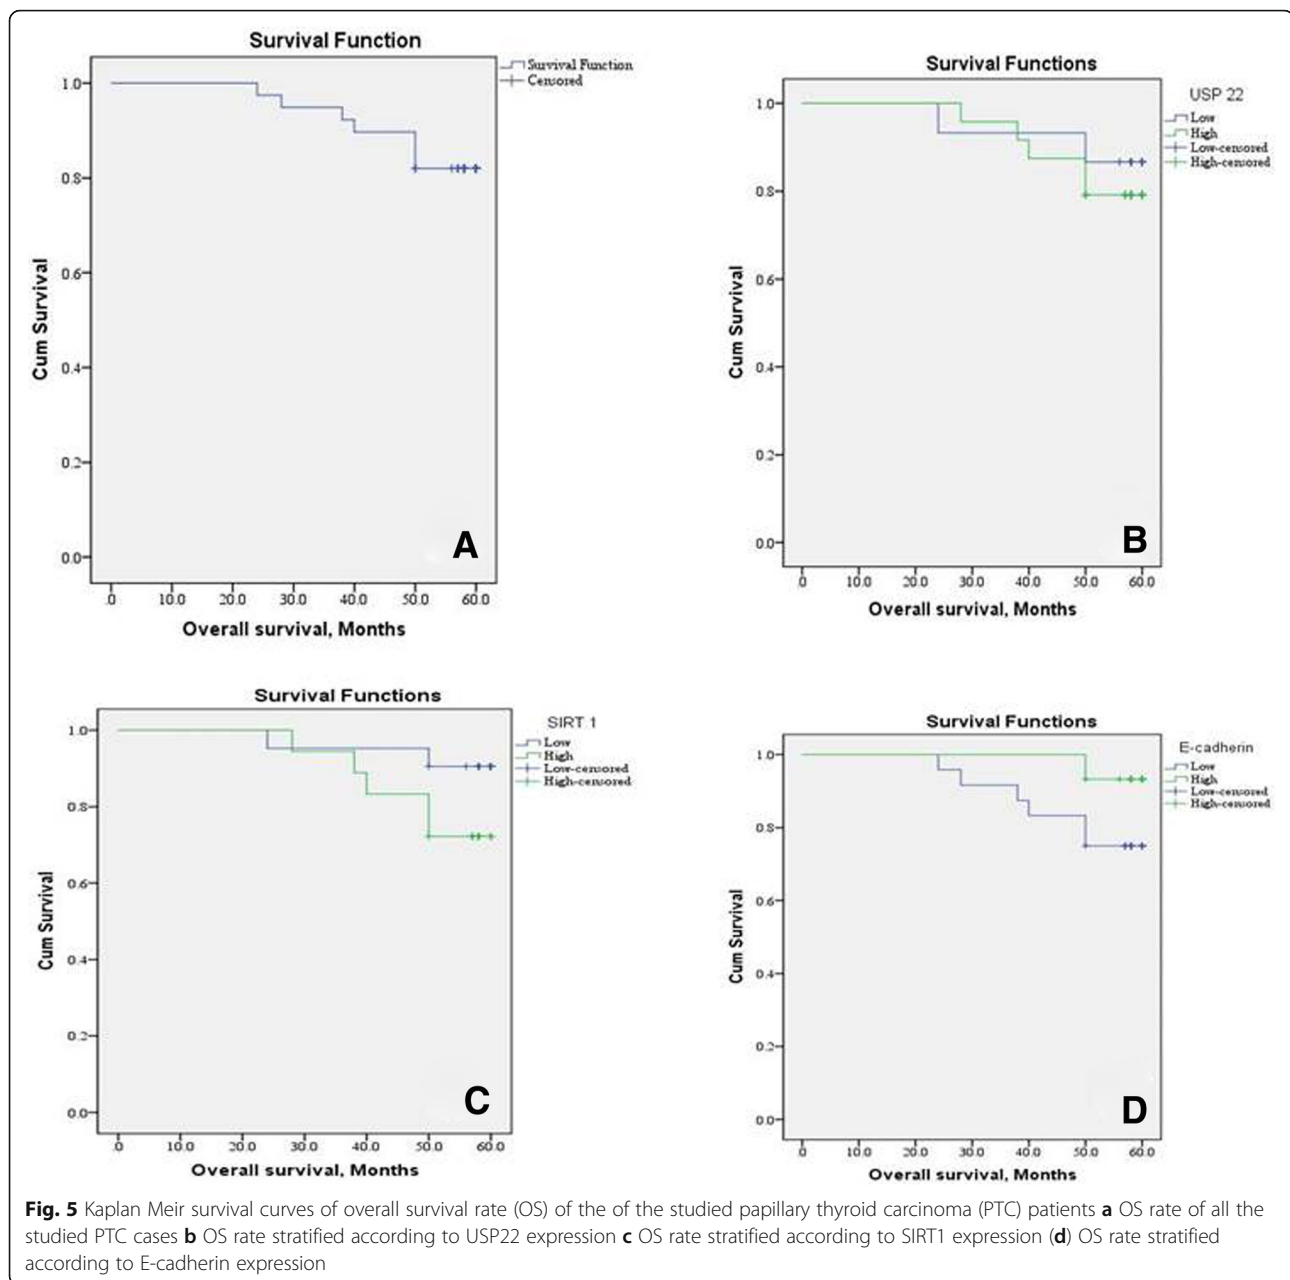 Survival Function
Survival Function
Censored
1.0
0.8
0.6
0.4
0.2
0.0
Cum Survival
.0 10.0 20.0 30.0 40.0 50.0 60.0
Overall survival, Months
A
Survival Functions
USP 22
Low
High
Low-censored
High-censored
1.0
0.8
0.6
0.4
0.2
0.0
Cum Survival
.0 10.0 20.0 30.0 40.0 50.0 60.0
Overall survival, Months
B
Survival Functions
SIRT 1
Low
High
Low-censored
High-censored
1.0
0.8
0.6
0.4
0.2
0.0
Cum Survival
.0 10.0 20.0 30.0 40.0 50.0 60.0
Overall survival, Months
C
Survival Functions
E-cadherin
Low
High
Low-censored
High-censored
1.0
0.8
0.6
0.4
0.2
0.0
Cum Survival
.0 10.0 20.0 30.0 40.0 50.0 60.0
Overall survival, Months
D
Fig. 5 Kaplan Meir survival curves of overall survival rate (OS) of the of the studied papillary thyroid carcinoma (PTC) patients a OS rate of all the
studied PTC cases b OS rate stratified according to USP22 expression c OS rate stratified according to SIRT1 expression (d) OS rate stratified
according to E-cadherin expression